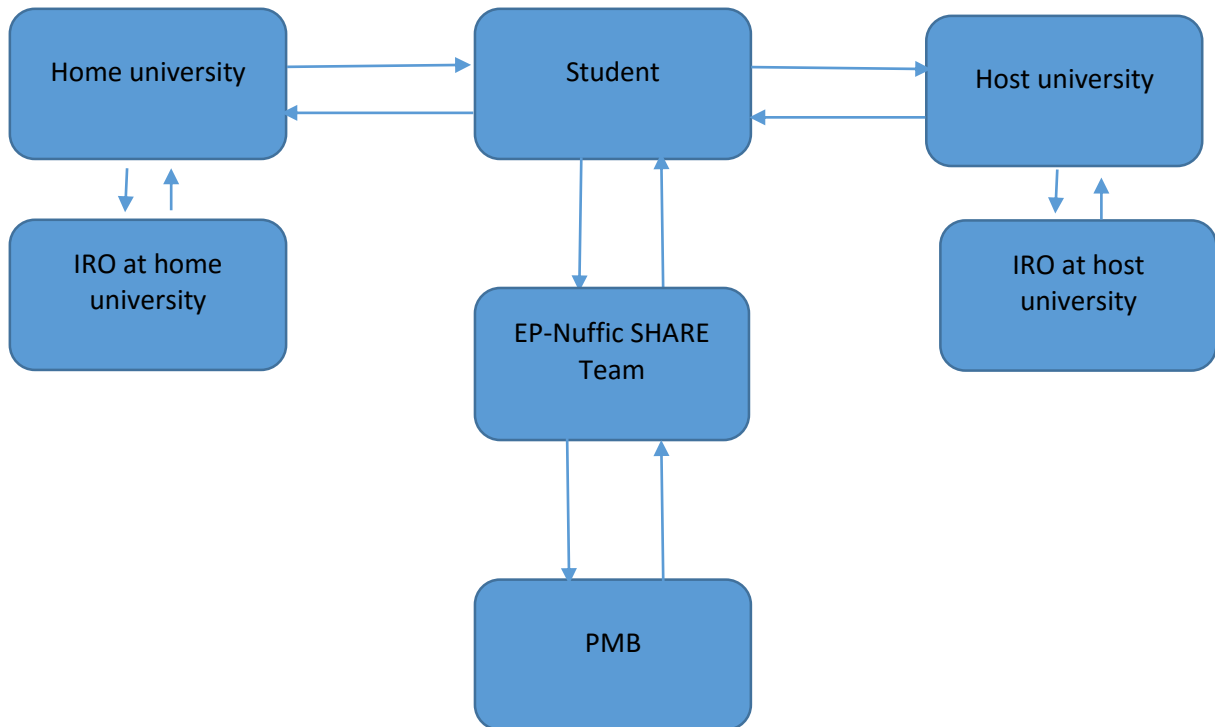 Home university
Student
Host university
IRO at home
university
IRO at host
university
EP-Nuffic SHARE
Team
PMB